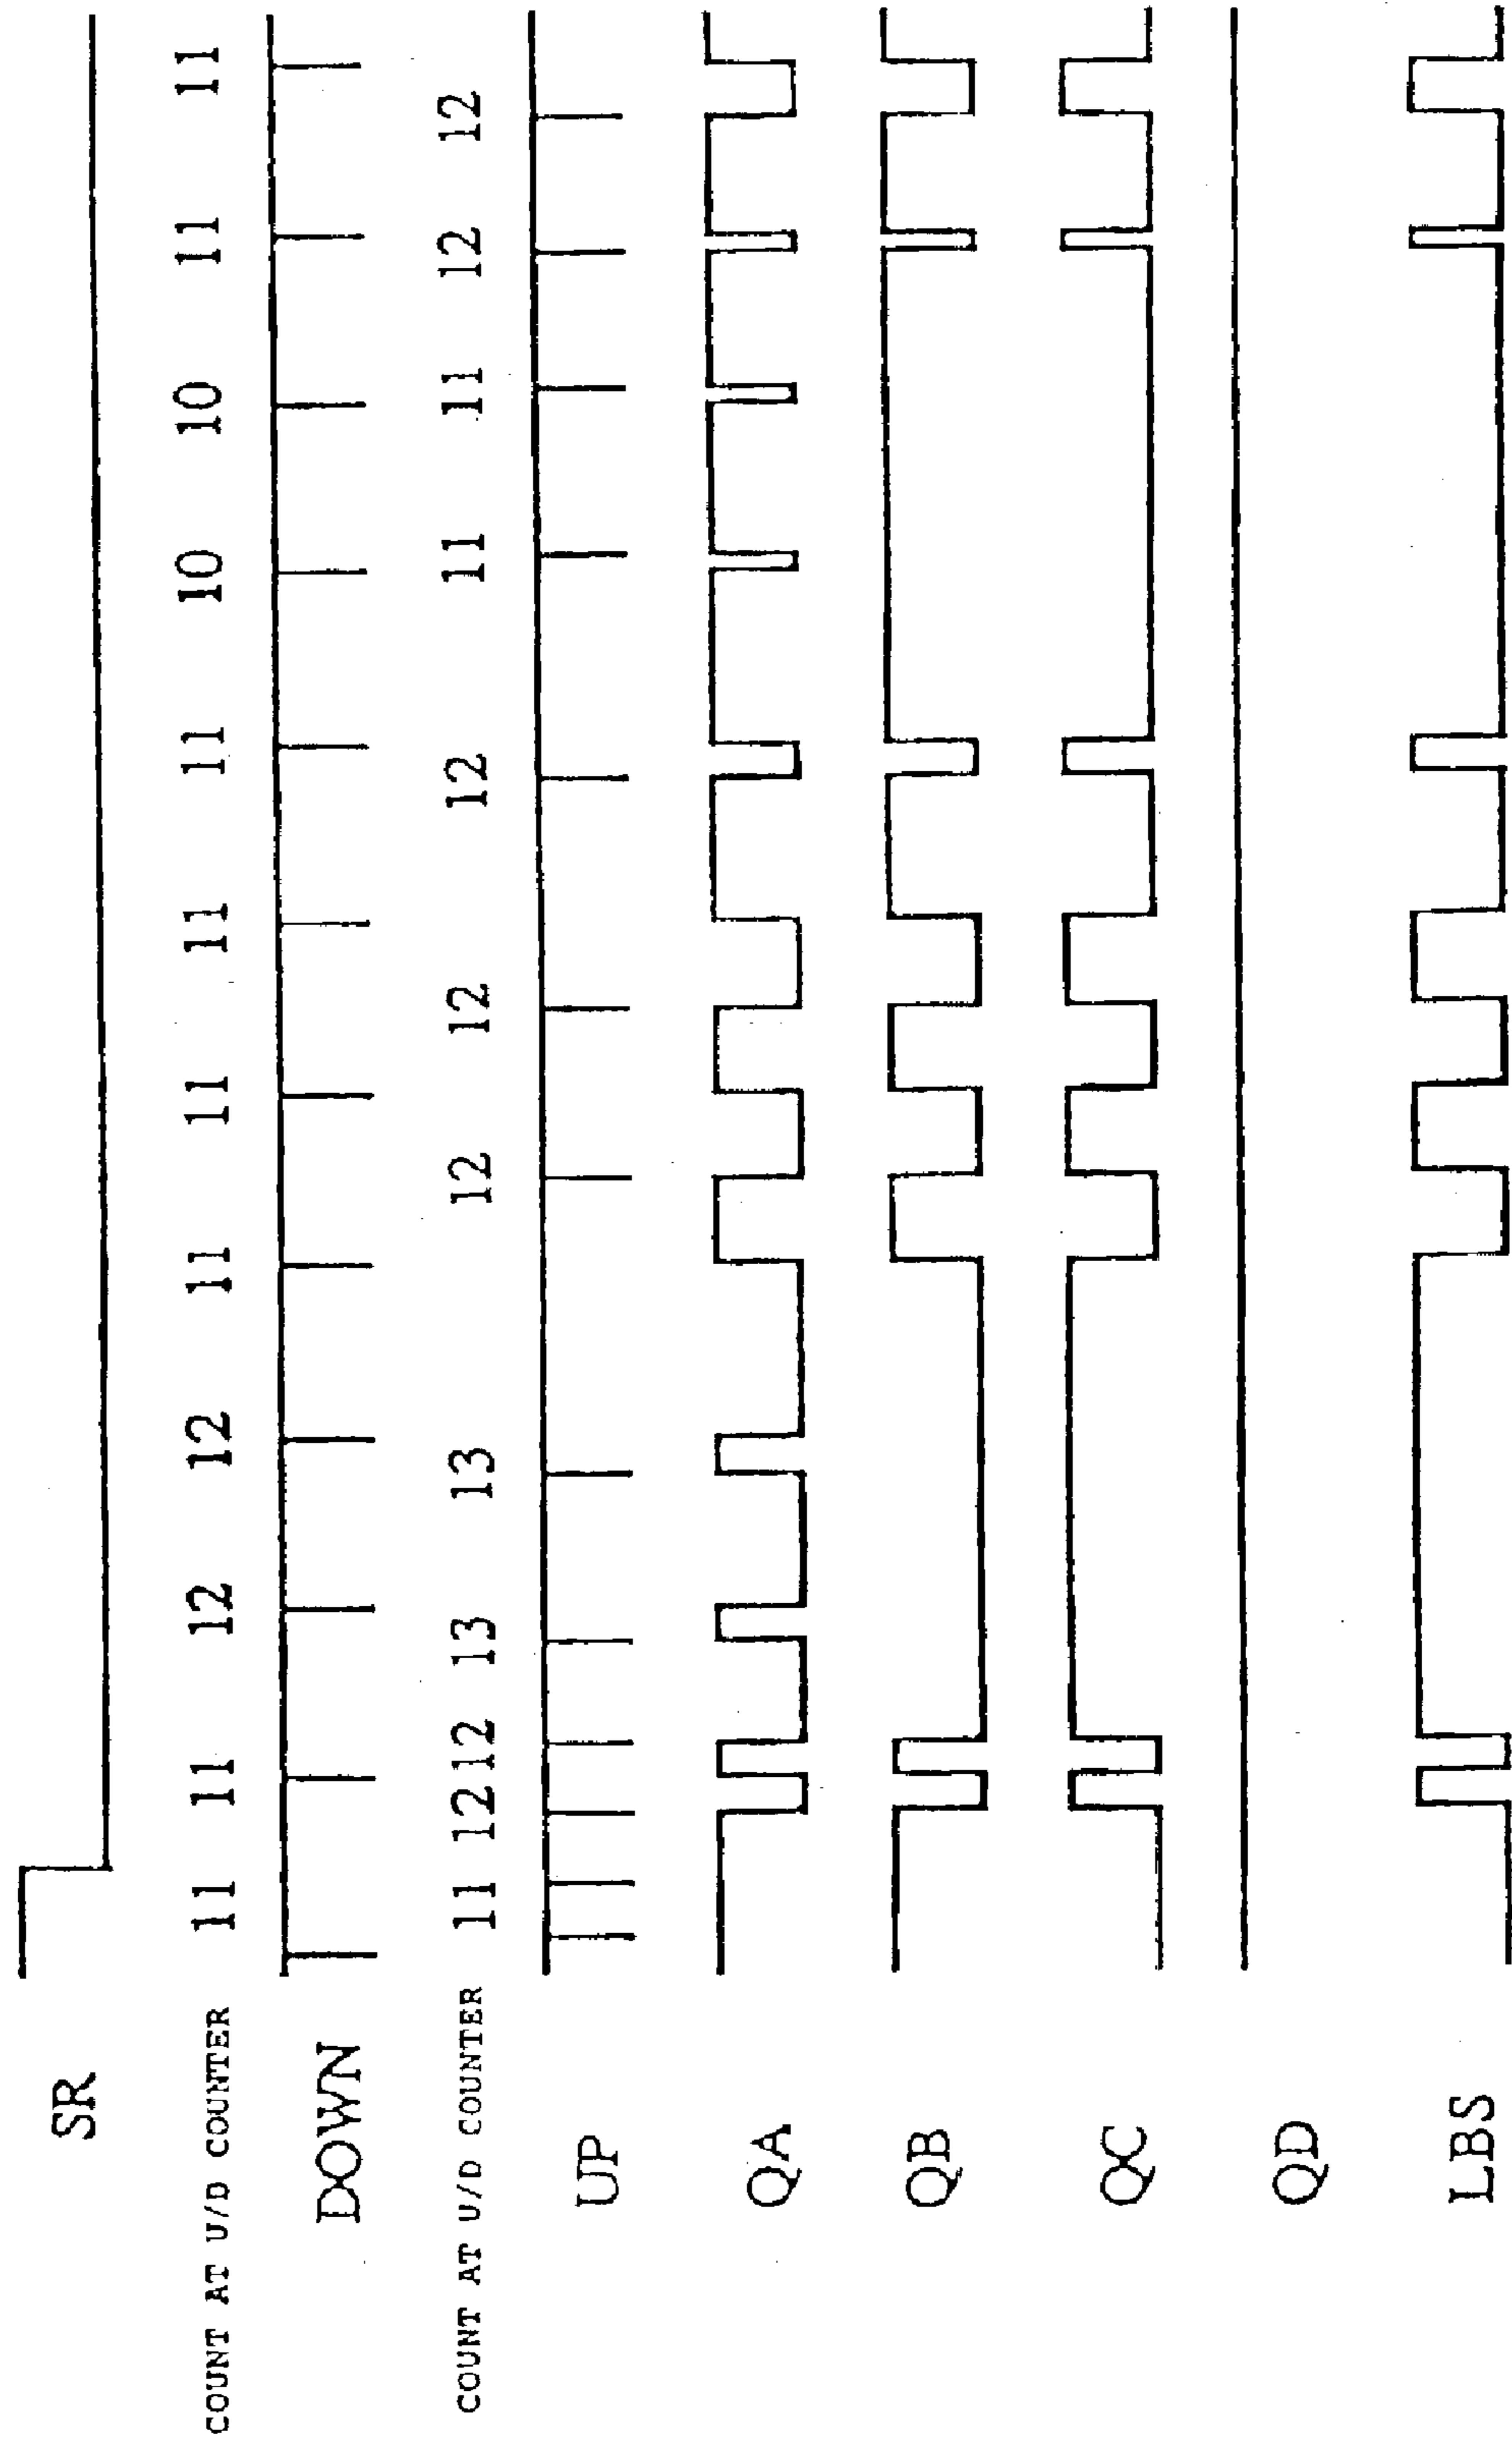 SR
COUNT AT U/D COUNTER 11 11 12 12 11 11 11 11 10 10 11 11
DOWN
COUNT AT U/D COUNTER 11 12 12 13 13 12 12 12 11 11 12 12
UP
QA
QB
QC
QD
LBS